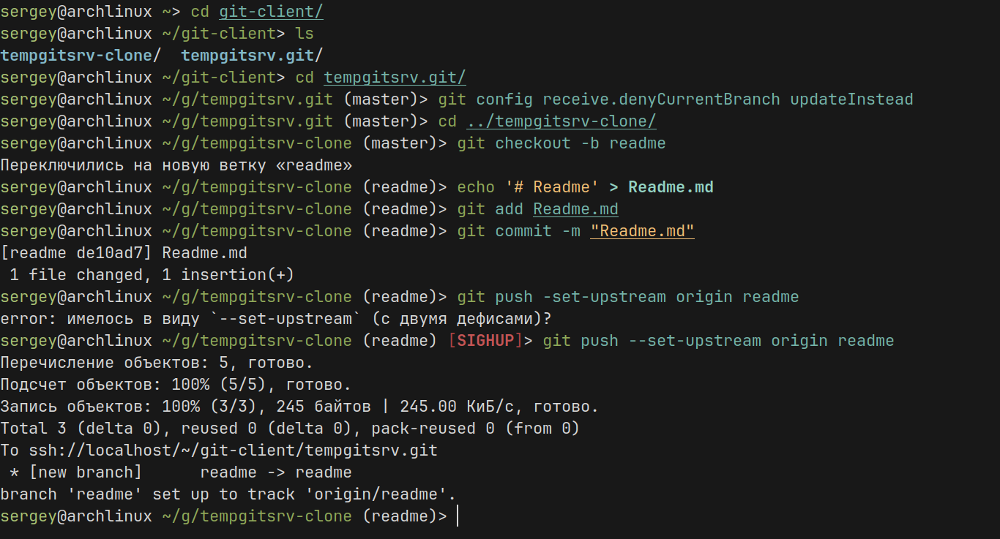 sergey@archlinux ~> cd git-client/
sergey@archlinux ~/git-client> ls
tempgitsrv-clone/  tempgitsrv.git/
sergey@archlinux ~/git-client> cd tempgitsrv.git/
sergey@archlinux ~/g/tempgitsrv.git (master)> git config receive.denyCurrentBranch updateInstead
sergey@archlinux ~/g/tempgitsrv.git (master)> cd ../tempgitsrv-clone/
sergey@archlinux ~/g/tempgitsrv-clone (master)> git checkout -b readme
Переключились на новую ветку «readme»
sergey@archlinux ~/g/tempgitsrv-clone (readme)> echo '# Readme' > Readme.md
sergey@archlinux ~/g/tempgitsrv-clone (readme)> git add Readme.md
sergey@archlinux ~/g/tempgitsrv-clone (readme)> git commit -m "Readme.md"
[readme de10ad7] Readme.md
 1 file changed, 1 insertion(+)
sergey@archlinux ~/g/tempgitsrv-clone (readme)> git push -set-upstream origin readme
error: имелось в виду `--set-upstream` (с двумя дефисами)?
sergey@archlinux ~/g/tempgitsrv-clone (readme) [SIGHUP]> git push --set-upstream origin readme
Перечисление объектов: 5, готово.
Подсчет объектов: 100% (5/5), готово.
Запись объектов: 100% (3/3), 245 байтов | 245.00 КиБ/с, готово.
Total 3 (delta 0), reused 0 (delta 0), pack-reused 0 (from 0)
To ssh://localhost/~/git-client/tempgitsrv.git
 * [new branch]      readme -> readme
branch 'readme' set up to track 'origin/readme'.
sergey@archlinux ~/g/tempgitsrv-clone (readme)>